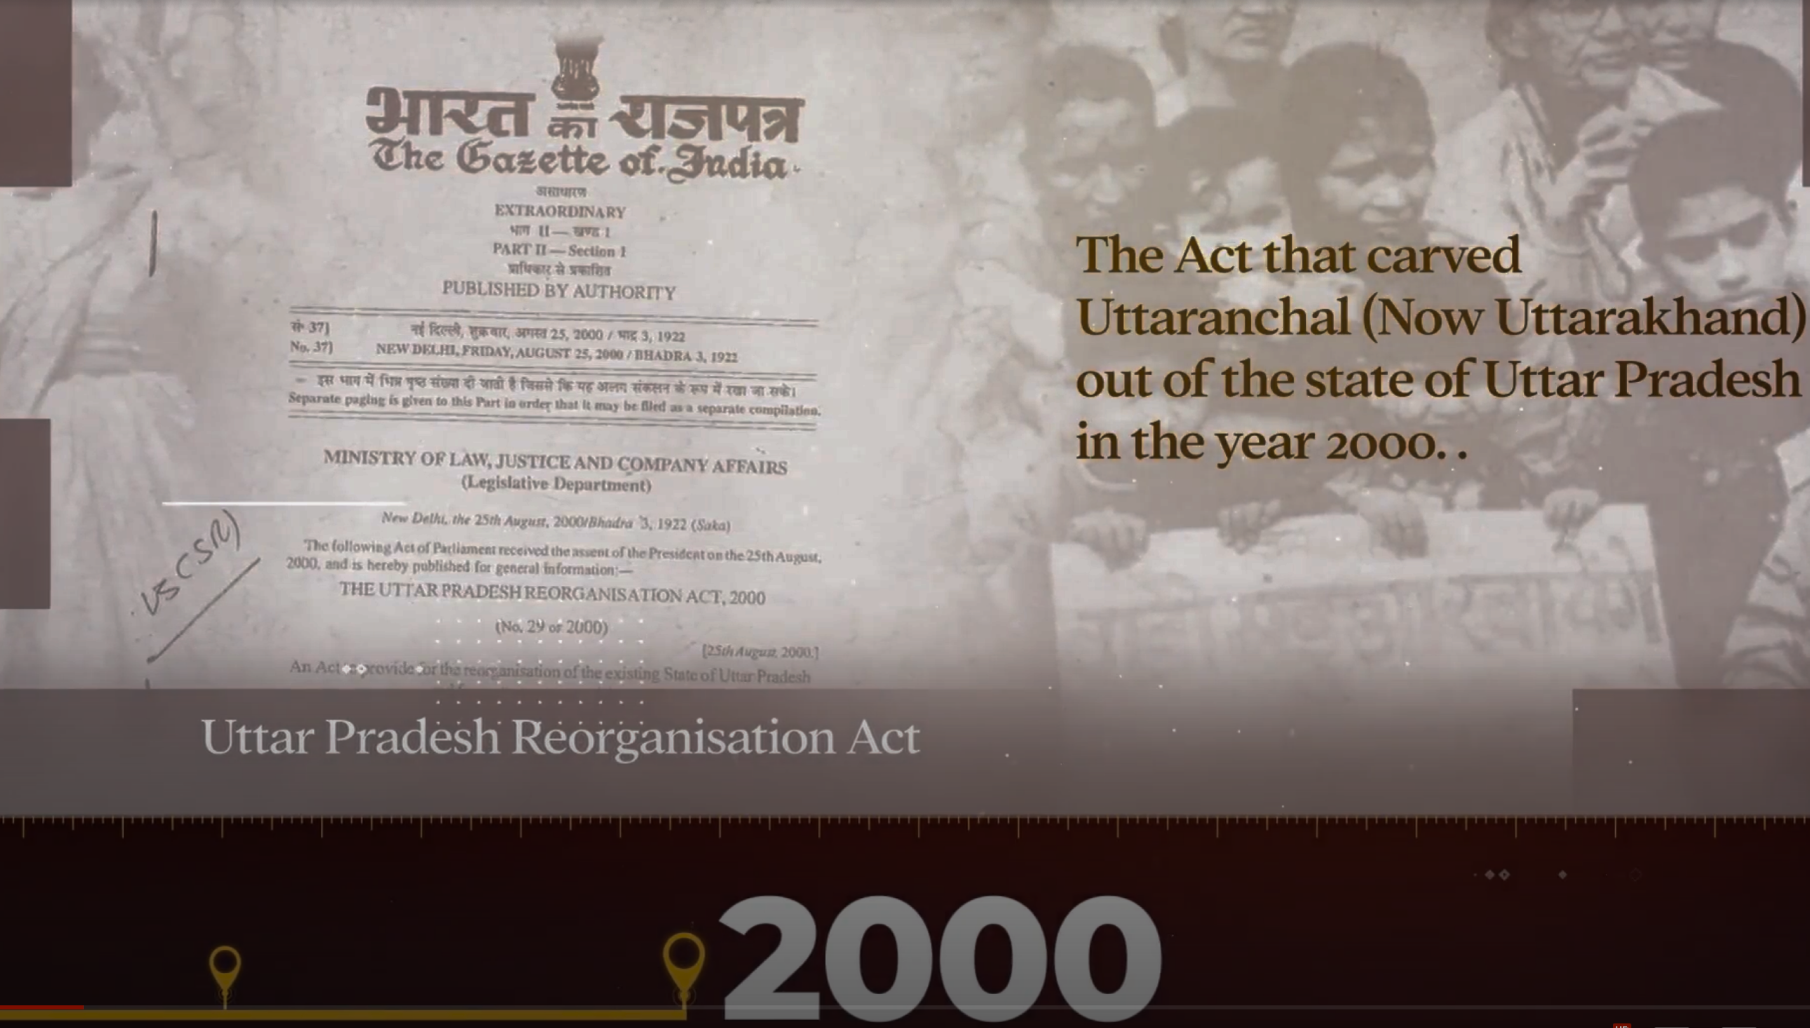 भारत का राजपत्र
The Gazette of India
असाधारण
EXTRAORDINARY
भाग II — खण्ड 1
PART II — Section 1
प्राधिकार से प्रकाशित
PUBLISHED BY AUTHORITY
सं॰ 37]
नई दिल्ली, शुक्रवार, अगस्त 25, 2000 / भाद्र 3, 1922
No. 37]
NEW DELHI, FRIDAY, AUGUST 25, 2000 / BHADRA 3, 1922
इस भाग में भिन्न पृष्ठ संख्या दी जाती है जिससे कि यह अलग संकलन के रूप में रखा जा सके।
Separate paging is given to this Part in order that it may be filed as a separate compilation.
MINISTRY OF LAW, JUSTICE AND COMPANY AFFAIRS
(Legislative Department)
New Delhi, the 25th August, 2000/Bhadra 3, 1922 (Saka)
The following Act of Parliament received the assent of the President on the 25th August,
2000, and is hereby published for general information:—
THE UTTAR PRADESH REORGANISATION ACT, 2000
(No. 29 of 2000)
[25th August, 2000.]
An Act to provide for the reorganisation of the existing State of Uttar Pradesh
The Act that carved
Uttaranchal (Now Uttarakhand)
out of the state of Uttar Pradesh
in the year 2000. .
Uttar Pradesh Reorganisation Act
2000